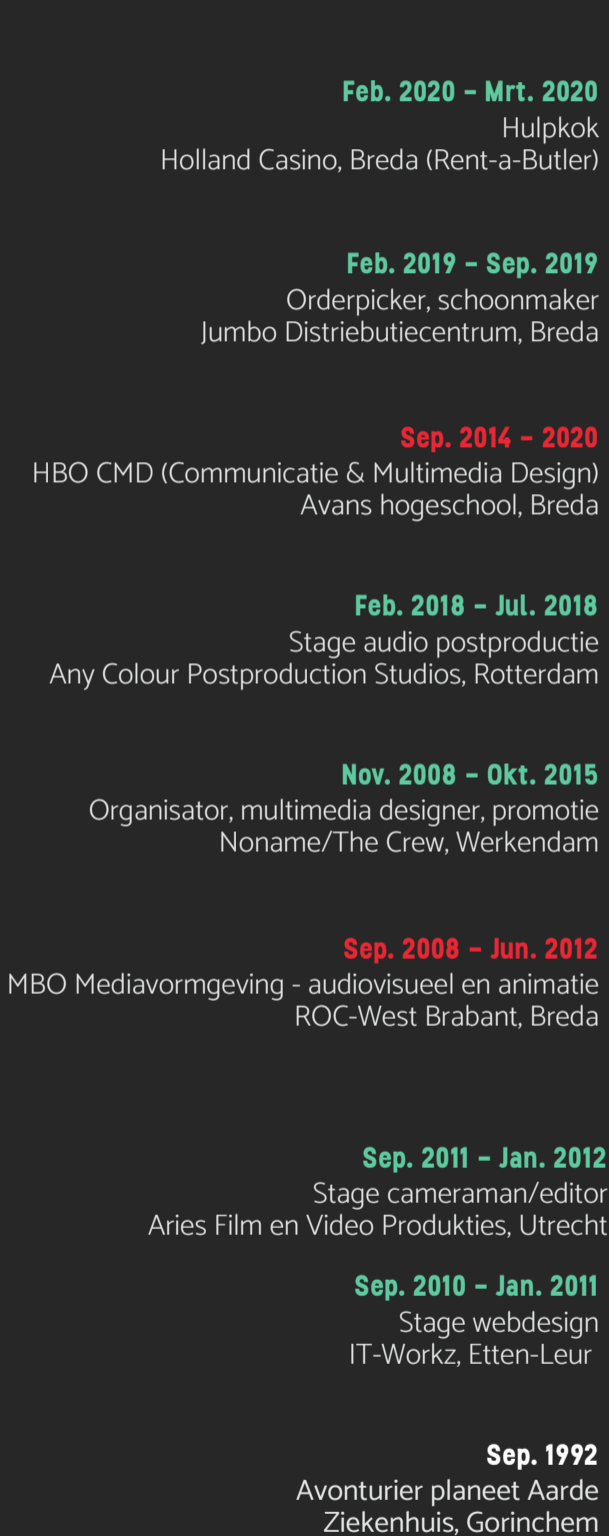 Feb. 2020 – Mrt. 2020
Hulpkok
Holland Casino, Breda (Rent-a-Butler)
Feb. 2019 – Sep. 2019
Orderpicker, schoonmaker
Jumbo Distriebutiecentrum, Breda
Sep. 2014 – 2020
HBO CMD (Communicatie & Multimedia Design)
Avans hogeschool, Breda
Feb. 2018 – Jul. 2018
Stage audio postproductie
Any Colour Postproduction Studios, Rotterdam
Nov. 2008 – Okt. 2015
Organisator, multimedia designer, promotie
Noname/The Crew, Werkendam
Sep. 2008 – Jun. 2012
MBO Mediavormgeving - audiovisueel en animatie
ROC-West Brabant, Breda
Sep. 2011 – Jan. 2012
Stage cameraman/editor
Aries Film en Video Produkties, Utrecht
Sep. 2010 – Jan. 2011
Stage webdesign
IT-Workz, Etten-Leur
Sep. 1992
Avonturier planeet Aarde
Ziekenhuis, Gorinchem